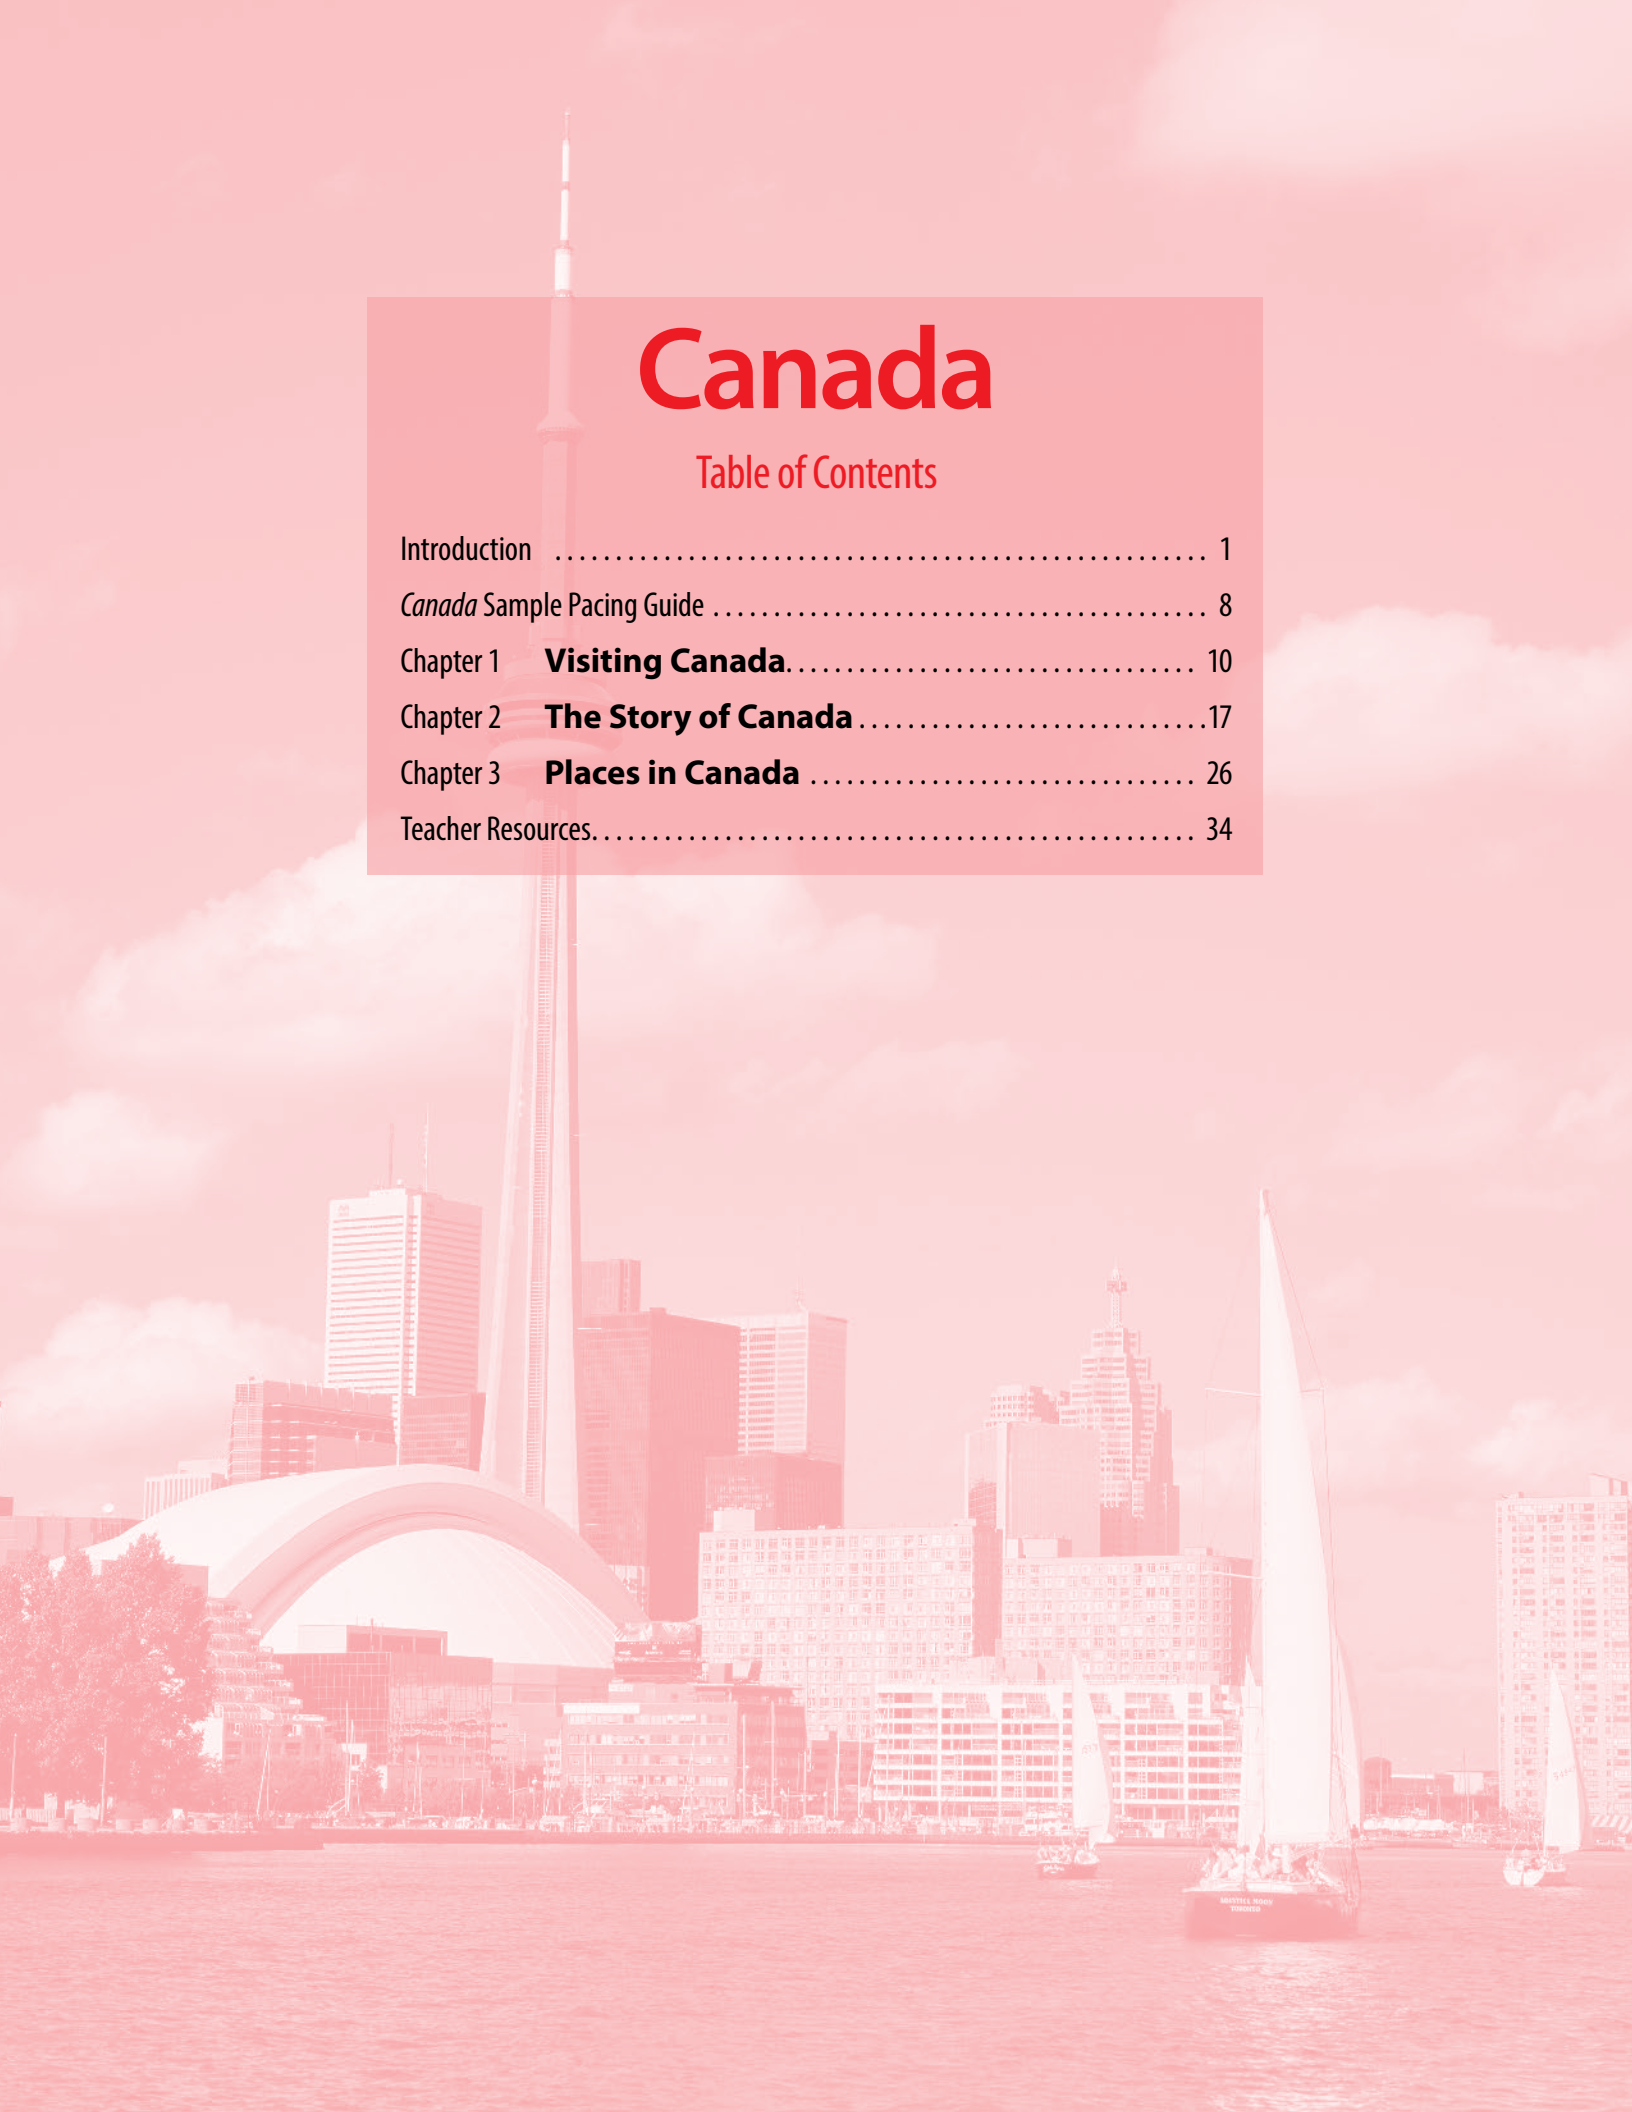 Canada
Table of Contents
Introduction . . . . . . . . . . . . . . . . . . . . . . . . . . . . . . . . . . . . . . . . . . . . . . . . . . . . . . 1
Canada Sample Pacing Guide . . . . . . . . . . . . . . . . . . . . . . . . . . . . . . . . . . . . . . . . . 8
Chapter 1 Visiting Canada. . . . . . . . . . . . . . . . . . . . . . . . . . . . . . . . . . 10
Chapter 2 The Story of Canada . . . . . . . . . . . . . . . . . . . . . . . . . . . . .17
Chapter 3 Places in Canada . . . . . . . . . . . . . . . . . . . . . . . . . . . . . . . . 26
Teacher Resources. . . . . . . . . . . . . . . . . . . . . . . . . . . . . . . . . . . . . . . . . . . . . . . . . . 34
TORONTO